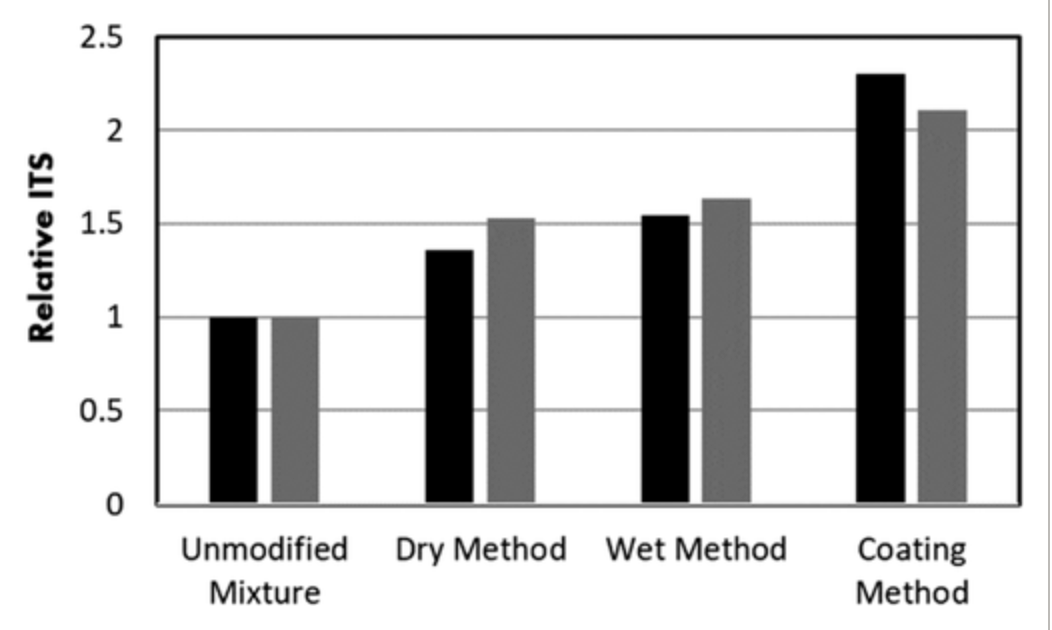 2.5
2
1.5
1
0.5
0
Relative ITS
Unmodified
Mixture
Dry Method
Wet Method
Coating
Method